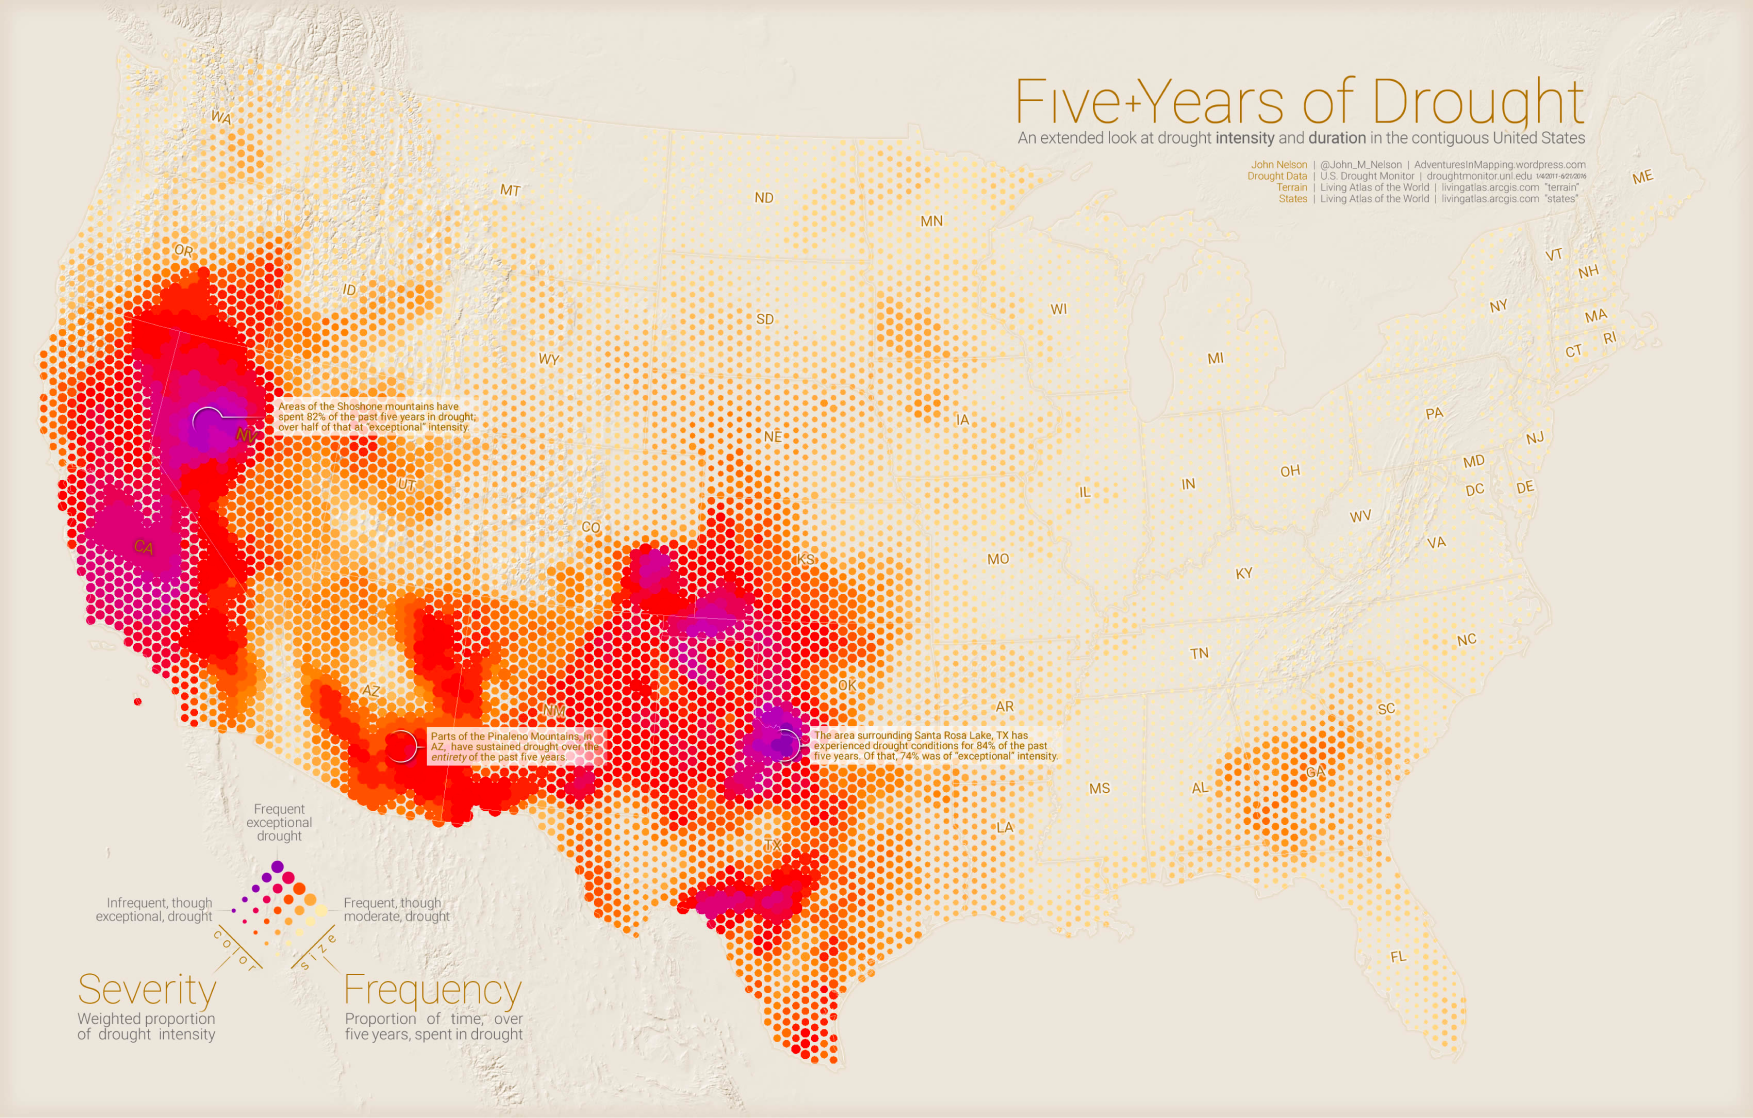 Five+Years of Drought
An extended look at drought intensity and duration in the contiguous United States
John Nelson | @John_M_Nelson | AdventuresInMapping.wordpress.com
Drought Data | U.S. Drought Monitor | droughtmonitor.unl.edu 1/4/2011-6/21/2016
Terrain | Living Atlas of the World | livingatlas.arcgis.com "terrain"
States | Living Atlas of the World | livingatlas.arcgis.com "states"
WA
MT
ND
MN
ME
OR
ID
SD
WI
VT
NH
NY
MA
RI
CT
WY
MI
Areas of the Shoshone mountains have
spent 82% of the past five years in drought;
over half of that at "exceptional" intensity.
NV
NE
IA
PA
NJ
UT
IL
IN
OH
MD
DC
DE
CO
WV
CA
KS
MO
KY
VA
TN
NC
AZ
NM
OK
AR
SC
Parts of the Pinaleno Mountains, in
AZ, have sustained drought over the
entirety of the past five years.
The area surrounding Santa Rosa Lake, TX has
experienced drought conditions for 84% of the past
five years. Of that, 74% was of "exceptional" intensity.
MS
AL
GA
LA
TX
FL
Frequent
exceptional
drought
Infrequent, though
exceptional, drought
Frequent, though
moderate, drought
color
size
Severity
Weighted proportion
of drought intensity
Frequency
Proportion of time, over
five years, spent in drought